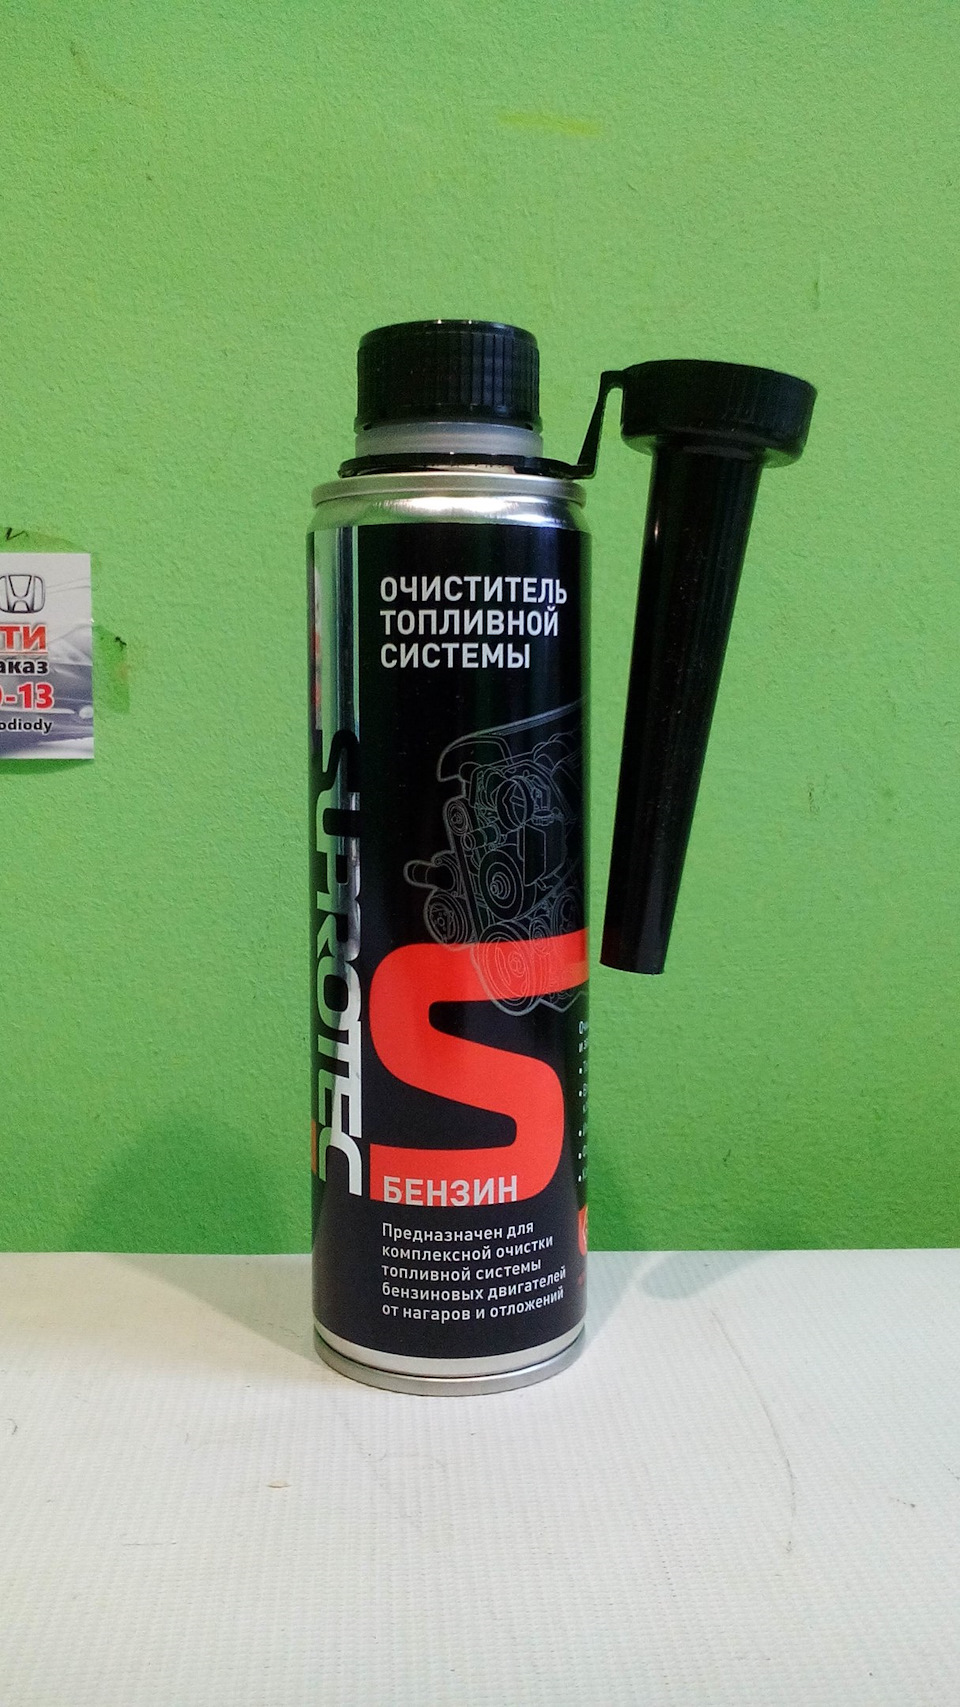 ОЧИСТИТЕЛЬ
ТОПЛИВНОЙ
СИСТЕМЫ
SUPROTEC
БЕНЗИН
Предназначен для
комплексной очистки
топливной системы
бензиновых двигателей
от нагаров и отложений
ТИ
аказ
-13
odiody